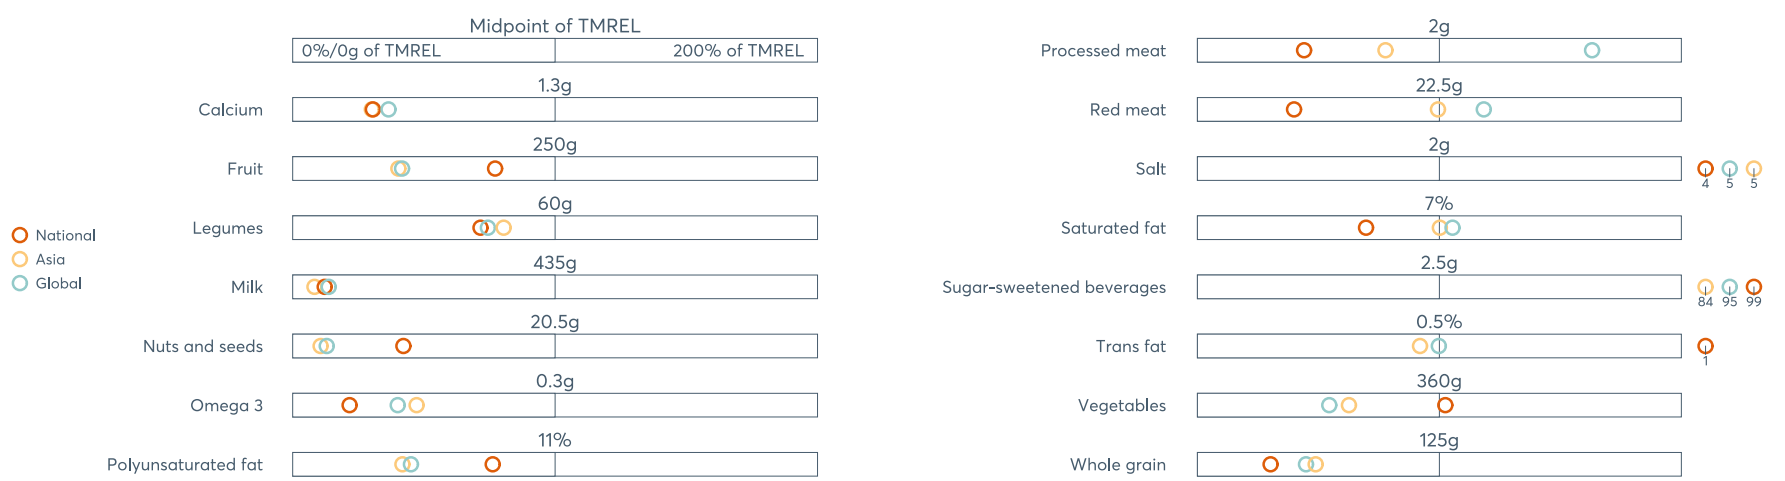 Midpoint of TMREL
0%/0g of TMREL 200% of TMREL
1.3g
Calcium
250g
Fruit
60g
Legumes
435g
Milk
20.5g
Nuts and seeds
0.3g
Omega 3
11%
Polyunsaturated fat
National
Asia
Global
2g
Processed meat
22.5g
Red meat
2g
Salt
4 5 5
7%
Saturated fat
2.5g
Sugar-sweetened beverages
84 95 99
0.5%
Trans fat
1
360g
Vegetables
125g
Whole grain